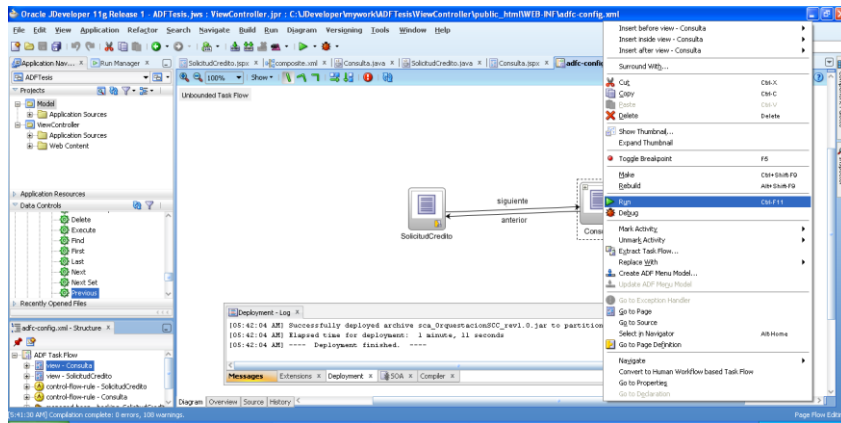 Oracle JDeveloper 11g Release 1 - ADFTesis.jws : ViewController.jpr : C:\JDeveloper\mywork\ADFTesis\ViewController\public_html\WEB-INF\adfc-config.xml
File Edit View Application Refactor Search Navigate Build Run Diagram Versioning Tools Window Help
Application Nav... Run Manager SolicitudCredito.jspx composite.xml Consulta.java SolicitudCredito.java Consulta.jspx adfc-config
ADFTesis 100% Show
Projects
Unbounded Task Flow
Model
Application Sources
ViewController
Application Sources
Web Content
Application Resources
Data Controls
Delete
Execute
Find
First
Last
Next
Next Set
Previous
Recently Opened Files
siguiente
anterior
SolicitudCredito
Consu
Deployment - Log
[05:42:04 AM] Successfully deployed archive sca_OrquestacionSCC_rev1.0.jar to partition
[05:42:04 AM] Elapsed time for deployment: 1 minute, 11 seconds
[05:42:04 AM] ---- Deployment finished. ----
Messages Extensions Deployment SOA Compiler
adfc-config.xml - Structure
ADF Task Flow
view - Consulta
view - SolicitudCredito
control-flow-rule - SolicitudCredito
control-flow-rule - Consulta
Diagram Overview Source History
[5:41:30 AM] Compilation complete: 0 errors, 100 warnings.
Page Flow Editi
Insert before view - Consulta
Insert inside view - Consulta
Insert after view - Consulta
Surround With...
Cut Ctrl-X
Copy Ctrl-C
Paste Ctrl-V
Delete Delete
Show Thumbnail...
Expand Thumbnail
Toggle Breakpoint F5
Make Ctrl+Shift-F9
Rebuild Alt+Shift-F9
Run Ctrl-F11
Debug
Mark Activity
Unmark Activity
Extract Task Flow...
Replace With
Create ADF Menu Model...
Update ADF Menu Model
Go to Exception Handler
Go to Page
Go to Source
Select in Navigator Alt-Home
Go to Page Definition
Navigate
Convert to Human Workflow based Task Flow
Go to Properties
Go to Declaration